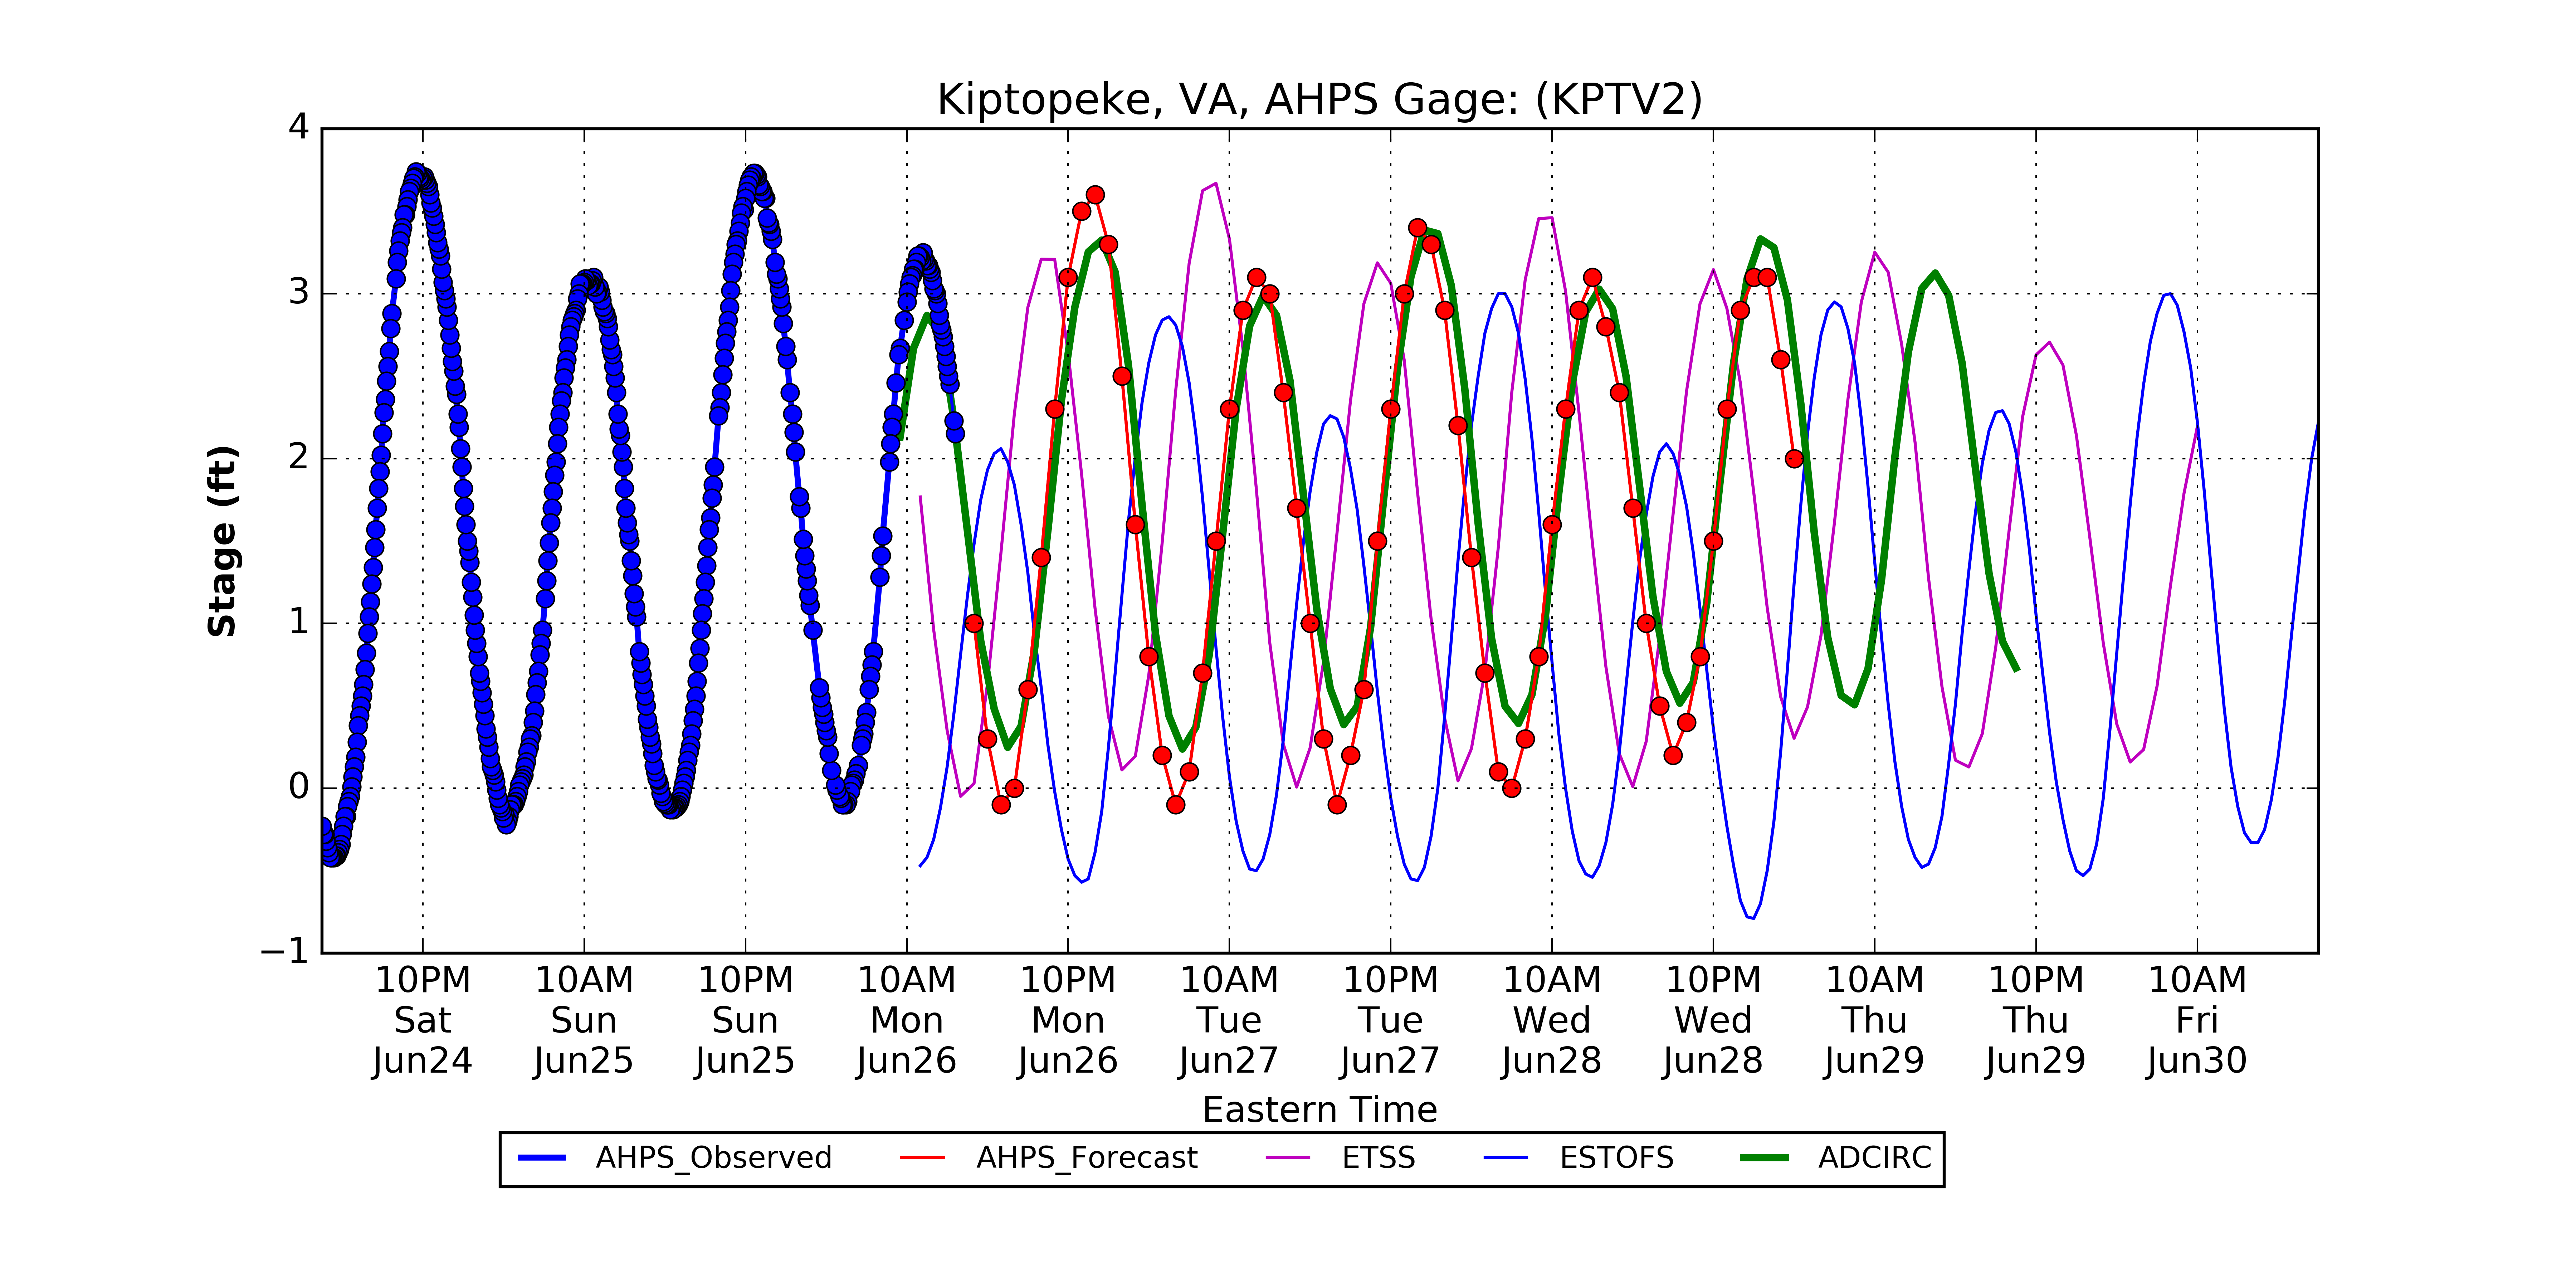 Kiptopeke, VA, AHPS Gage: (KPTV2)
Stage (ft)
4
3
2
1
0
−1
10PM 10AM 10PM 10AM 10PM 10AM 10PM 10AM 10PM 10AM 10PM 10AM
Sat Sun Sun Mon Mon Tue Tue Wed Wed Thu Thu Fri
Jun24 Jun25 Jun25 Jun26 Jun26 Jun27 Jun27 Jun28 Jun28 Jun29 Jun29 Jun30
Eastern Time
AHPS_Observed AHPS_Forecast ETSS ESTOFS ADCIRC